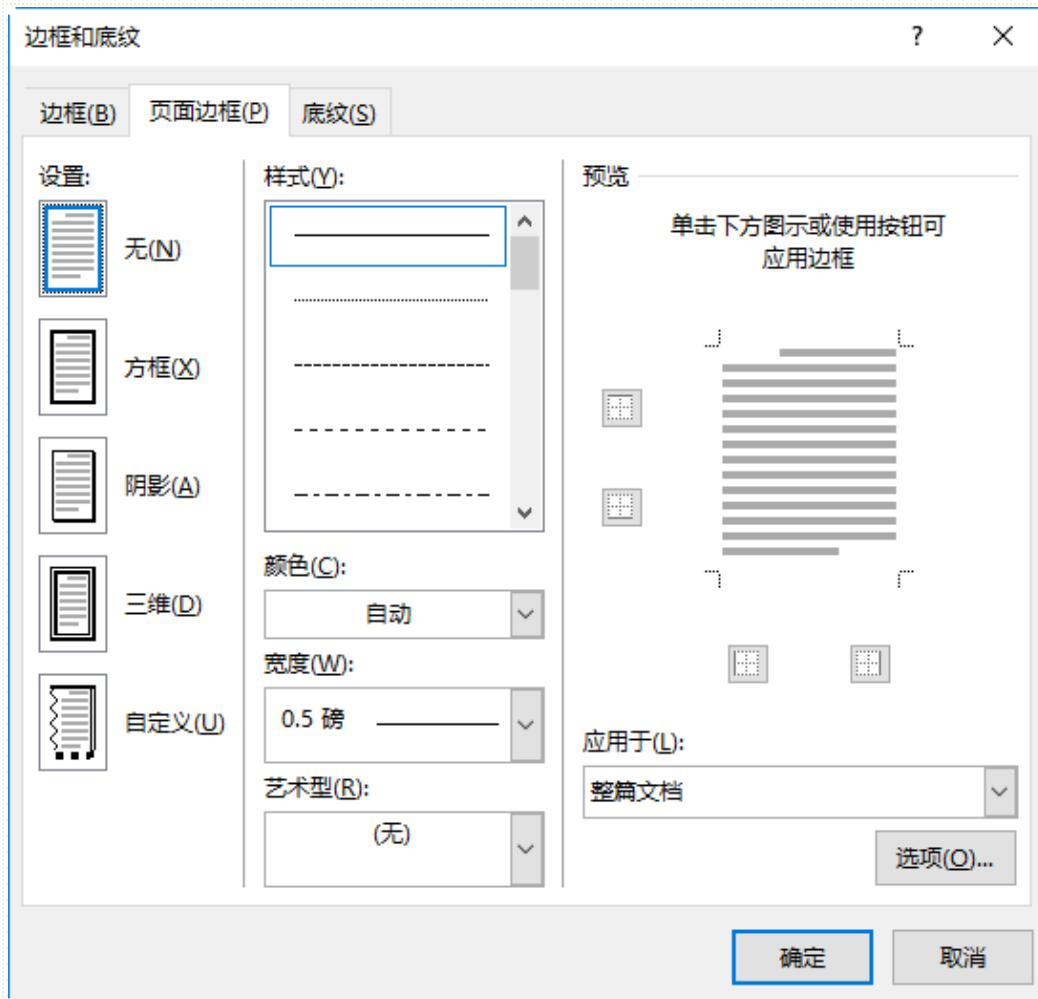 边框和底纹
?
边框(B)
页面边框(P)
底纹(S)
设置:
无(N)
方框(X)
阴影(A)
三维(D)
自定义(U)
样式(Y):
颜色(C):
自动
宽度(W):
0.5 磅
艺术型(R):
(无)
预览
单击下方图示或使用按钮可
应用边框
应用于(L):
整篇文档
选项(O)...
确定
取消